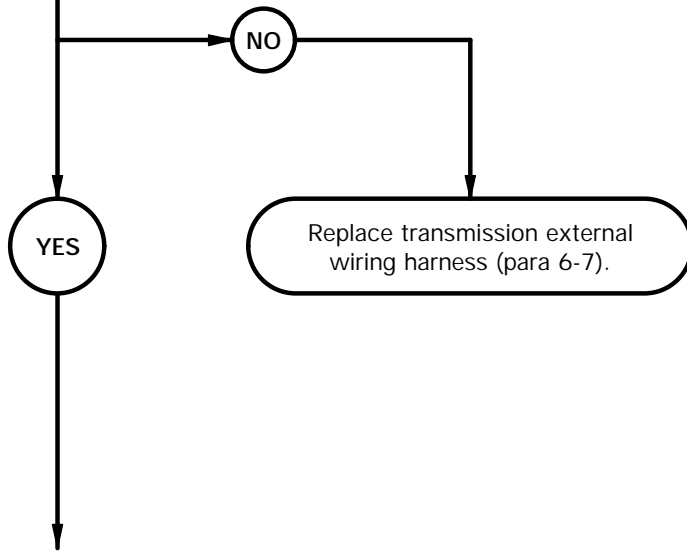 NO
YES
Replace transmission external
wiring harness (para 6-7).